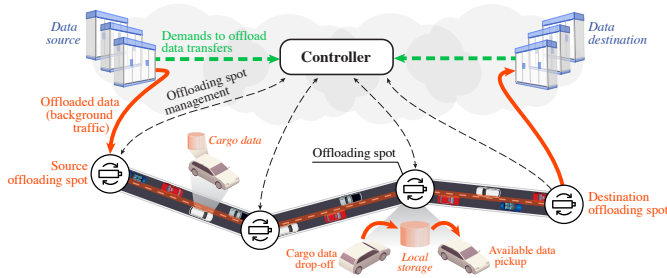 Data
source
Demands to offload
data transfers
Controller
Data
destination
Offloading spot
management
Offloaded data
(background
traffic)
Cargo data
Offloading spot
Source
offloading spot
Destination
offloading spot
Cargo data
drop-off
Local
storage
Available data
pickup